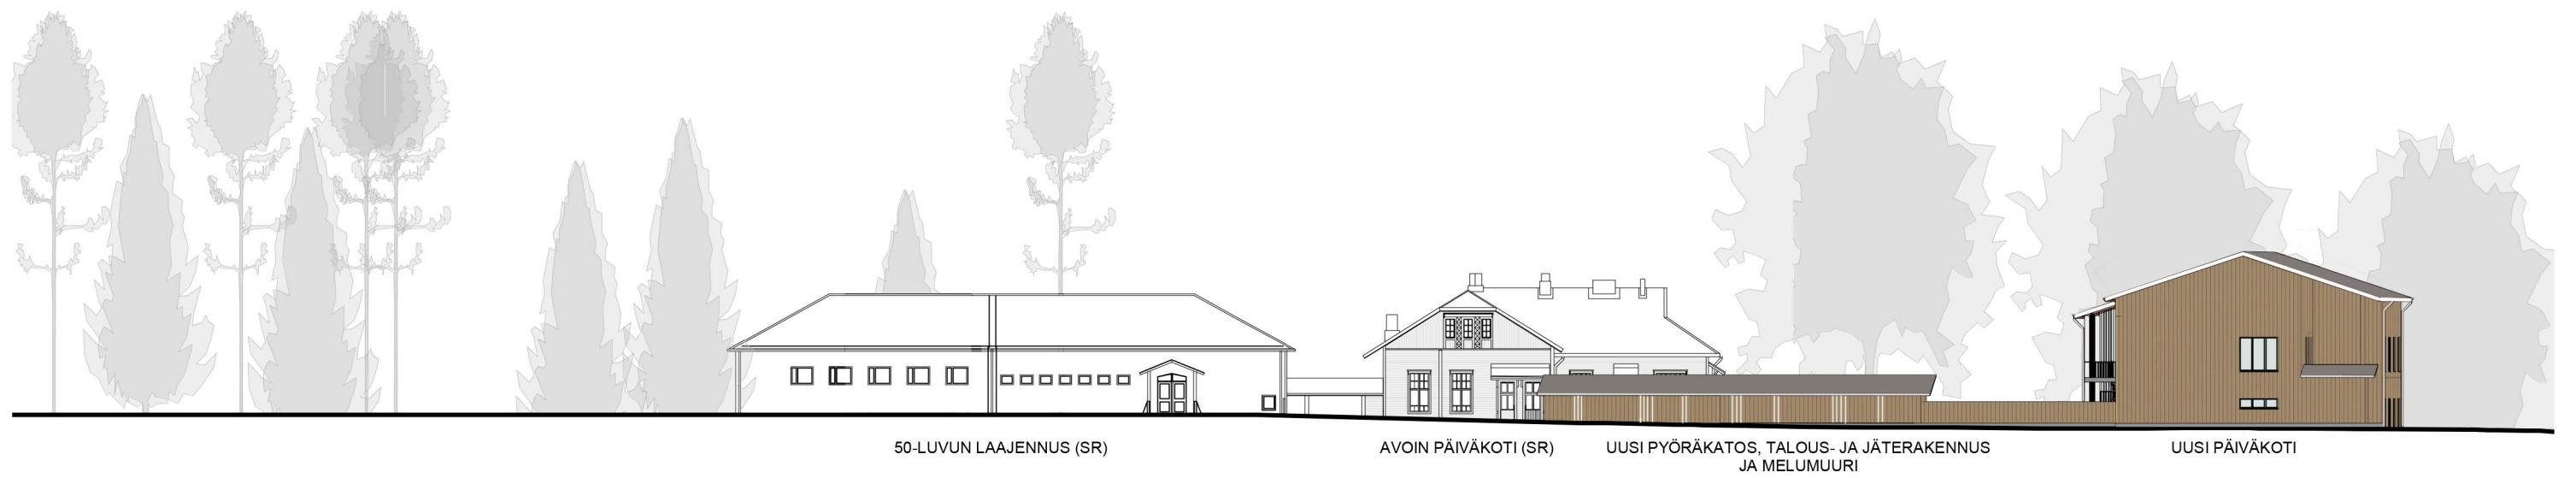 50-LUVUN LAAJENNUS (SR)
AVOIN PÄIVÄKOTI (SR)
UUSI PYÖRÄKATOS, TALOUS- JA JÄTERAKENNUS
JA MELUMUURI
UUSI PÄIVÄKOTI